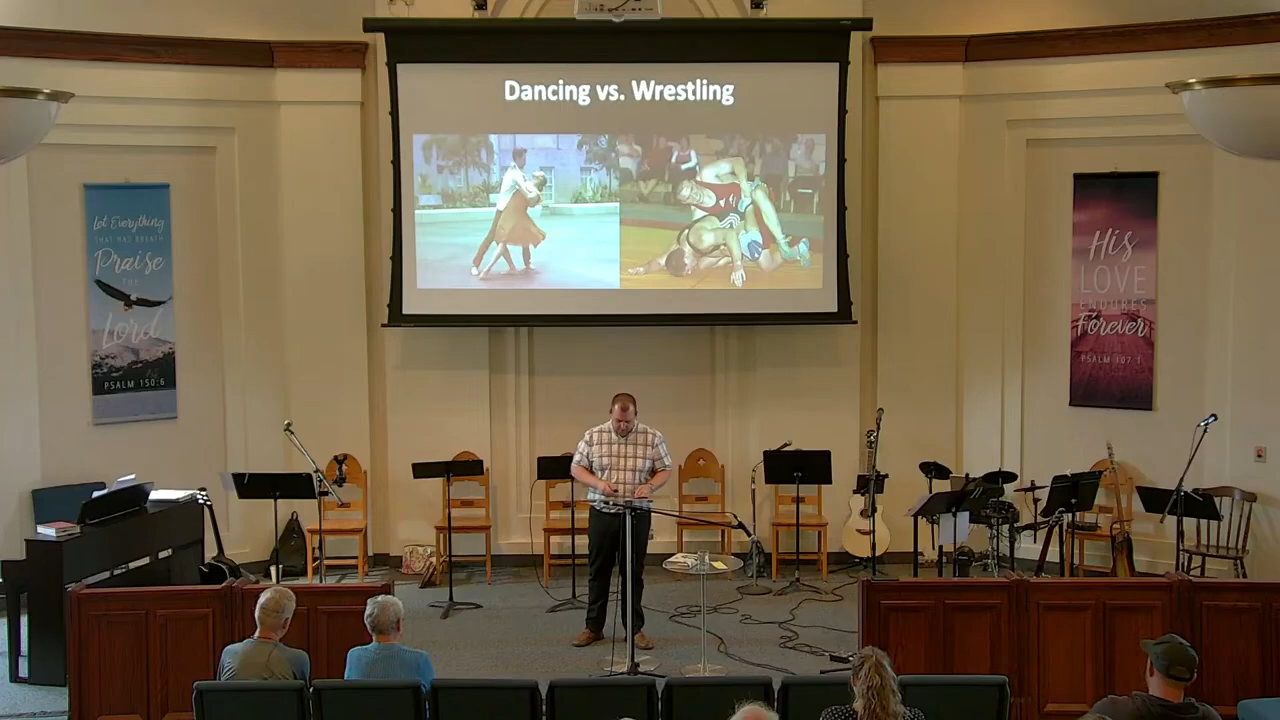 Dancing vs. Wrestling
Let Everything
THAT HAS BREATH
Praise
THE
Lord
PSALM 150:6
His
LOVE
ENDURES
Forever
PSALM 107:1